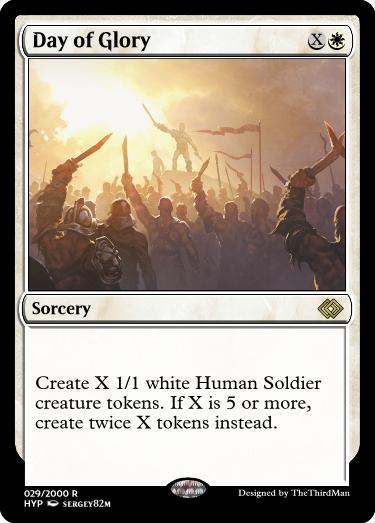 Day of Glory X
Sorcery
Create X 1/1 white Human Soldier
creature tokens. If X is 5 or more,
create twice X tokens instead.
029/2000 R
HYP SERGEY82M
Designed by TheThirdMan